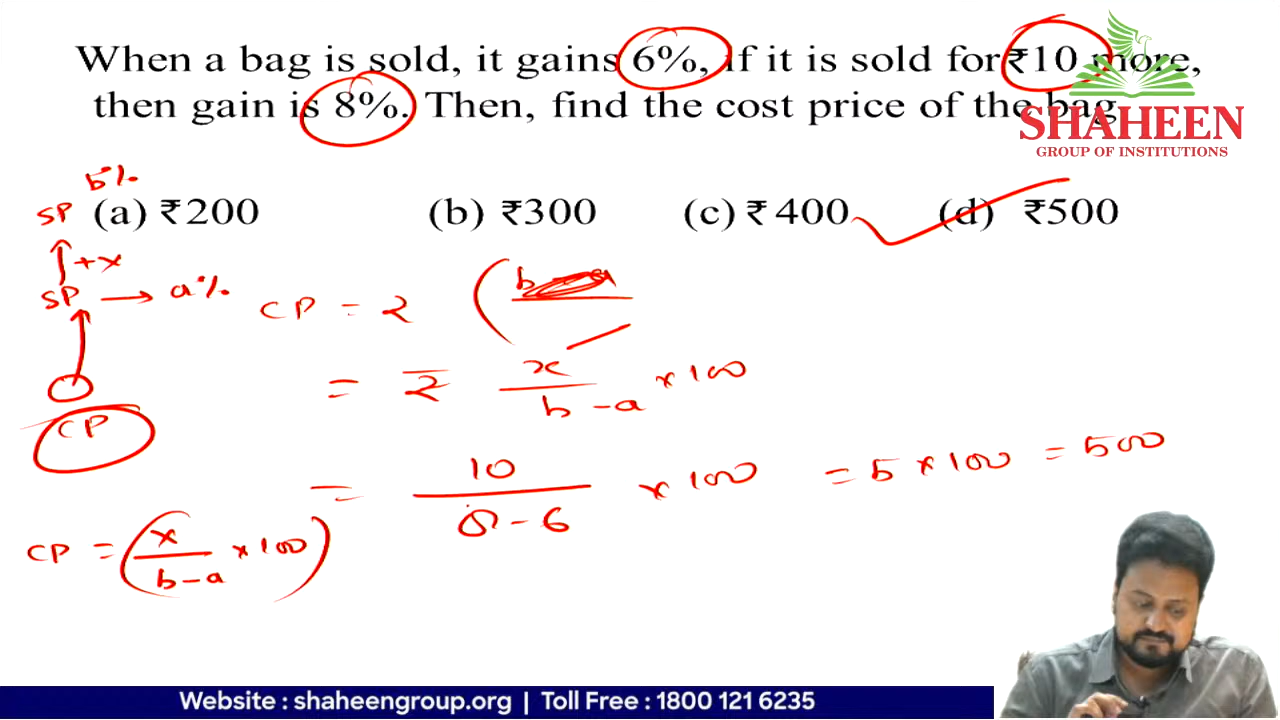 When a bag is sold, it gains 6%, If it is sold for ₹10 more,
then gain is 8%. Then, find the cost price of the bag.
SHAHEEN
GROUP OF INSTITUTIONS
b%
SP
(a) ₹200 (b) ₹300 (c) ₹ 400 (d) ₹500
+x
SP → a%
CP = ₹ ( b
= ₹ x / b - a × 100
CP
= 10 / 8 - 6 × 100 = 5 × 100 = 500
CP = ( x / b - a × 100 )
Website : shaheengroup.org | Toll Free : 1800 121 6235